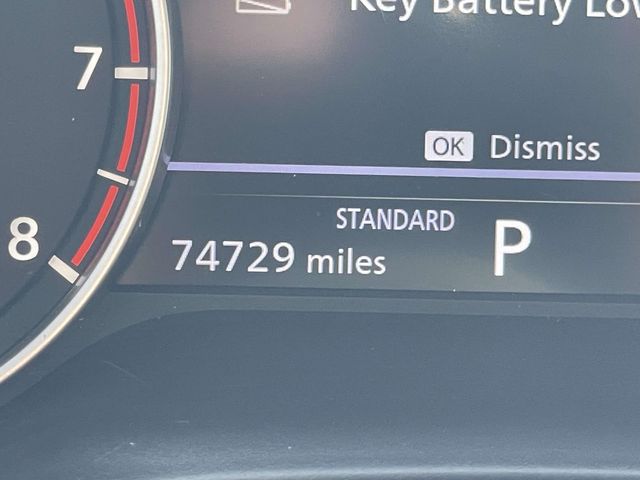 Key Battery Low
7
OK Dismiss
STANDARD
8
74729 miles P